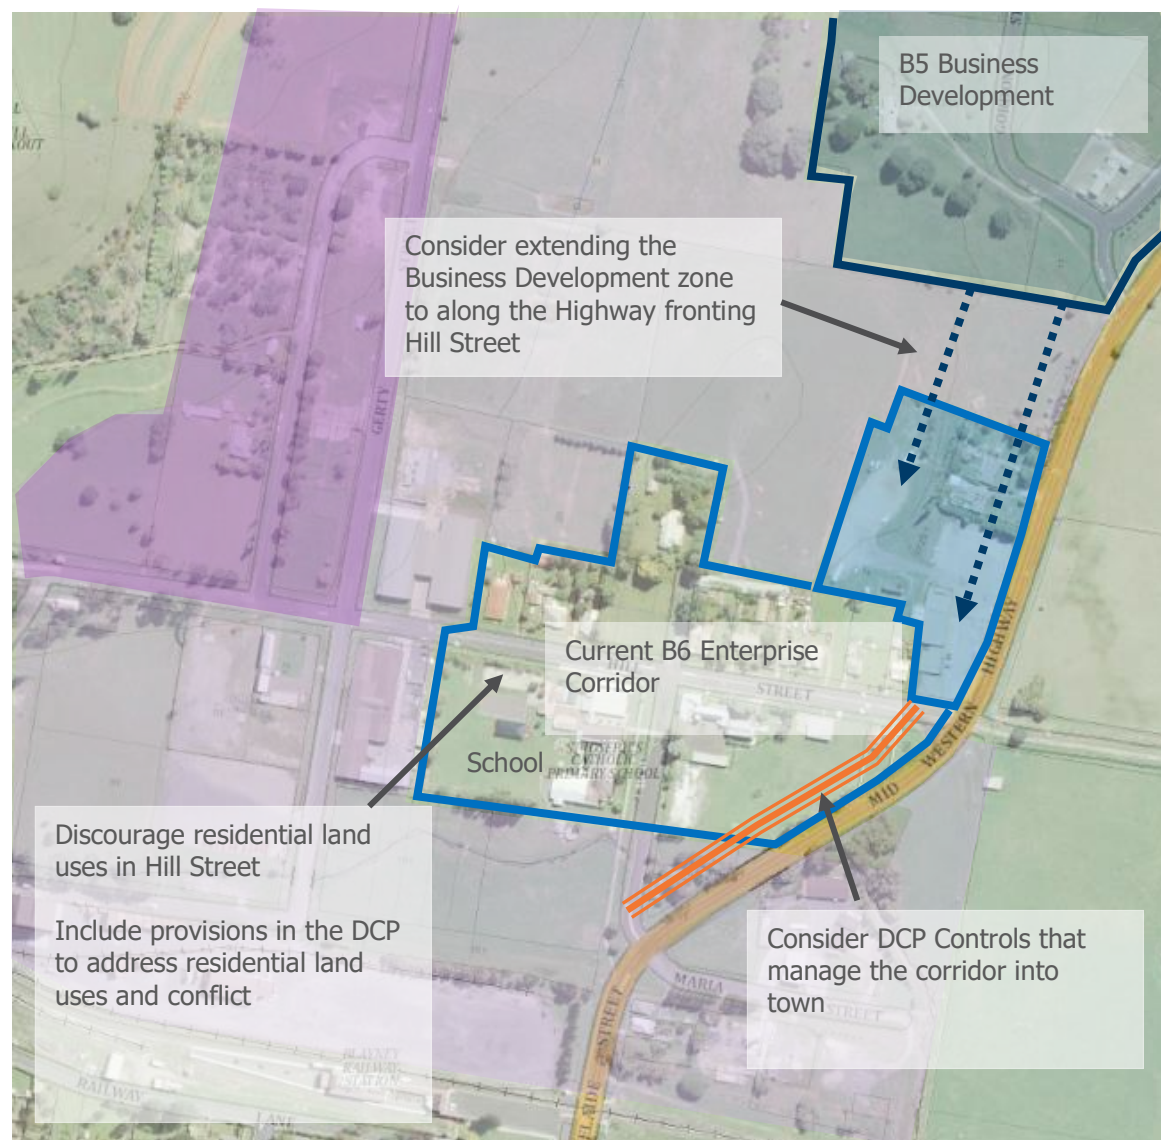 B5 Business
Development
Consider extending the
Business Development zone
to along the Highway fronting
Hill Street
GERTY
HIGHWAY
Current B6 Enterprise
Corridor
HILL
STREET
WESTERN
School
ST JOSEPH'S
CATHOLIC
PRIMARY SCHOOL
MID
Discourage residential land
uses in Hill Street
Include provisions in the DCP
to address residential land
uses and conflict
Consider DCP Controls that
manage the corridor into
town
MARIA
STREET
STREET
BLAYNEY
RAILWAY
STATION
RAILWAY
LANE
ELAIDE